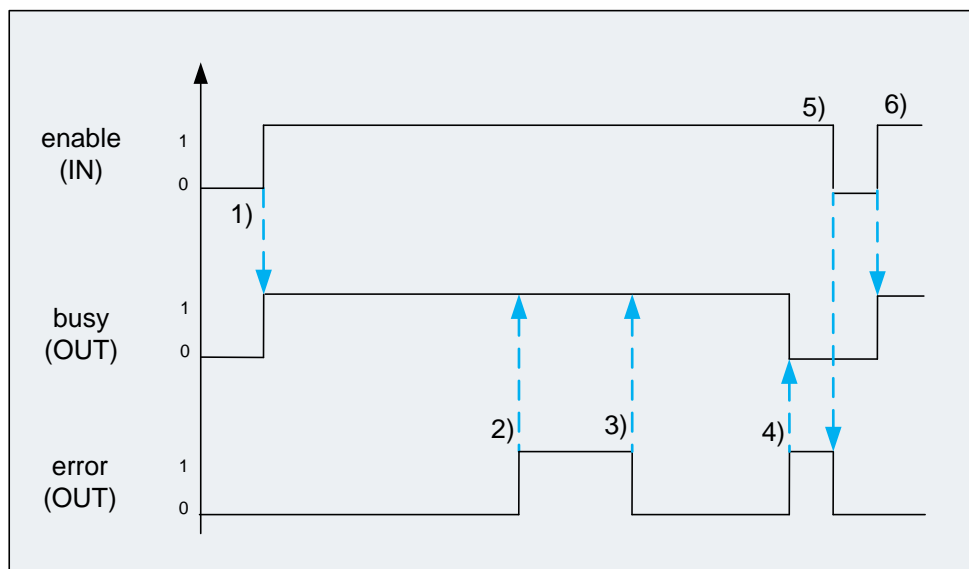 enable
(IN)
1
0
1)
5)
6)
busy
(OUT)
1
0
2)
3)
4)
error
(OUT)
1
0